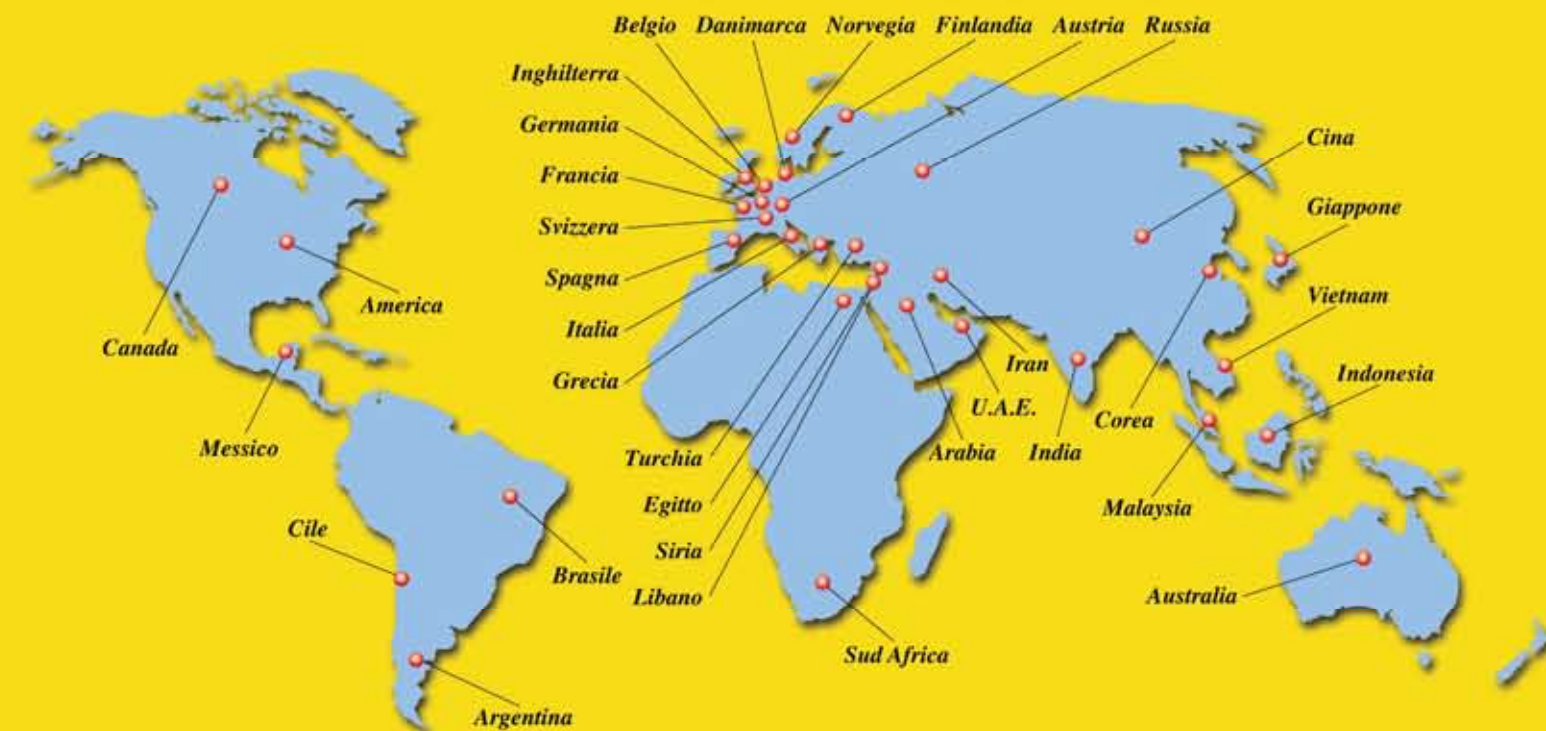 Belgio Danimarca Norvegia Finlandia Austria Russia
Inghilterra
Germania
Cina
Francia
Giappone
Svizzera
Spagna
America
Vietnam
Italia
Canada
Iran
Grecia
Indonesia
U.A.E.
Corea
Messico
Turchia
Arabia
India
Egitto
Malaysia
Cile
Siria
Brasile
Libano
Australia
Sud Africa
Argentina